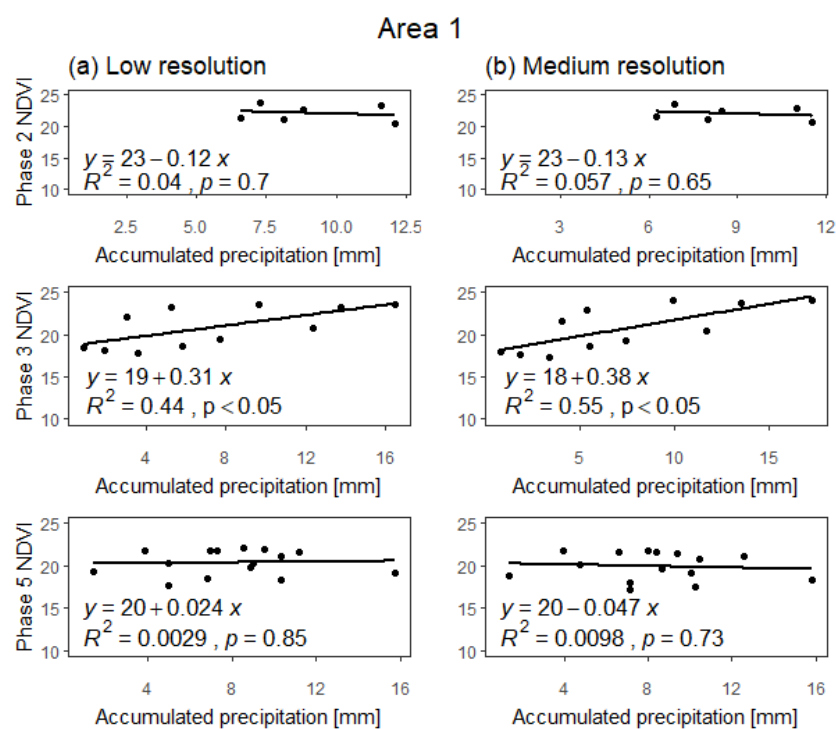 Area 1
(a) Low resolution
(b) Medium resolution
Phase 2 NDVI
25
20
15
10
y = 23 − 0.12 x
R² = 0.04 , p = 0.7
2.5 5.0 7.5 10.0 12.5
Accumulated precipitation [mm]
25
20
15
10
y = 23 − 0.13 x
R² = 0.057 , p = 0.65
3 6 9 12
Accumulated precipitation [mm]
Phase 3 NDVI
25
20
15
10
y = 19 + 0.31 x
R² = 0.44 , p < 0.05
4 8 12 16
Accumulated precipitation [mm]
25
20
15
10
y = 18 + 0.38 x
R² = 0.55 , p < 0.05
5 10 15
Accumulated precipitation [mm]
Phase 5 NDVI
25
20
15
10
y = 20 + 0.024 x
R² = 0.0029 , p = 0.85
4 8 12 16
Accumulated precipitation [mm]
25
20
15
10
y = 20 − 0.047 x
R² = 0.0098 , p = 0.73
4 8 12 16
Accumulated precipitation [mm]